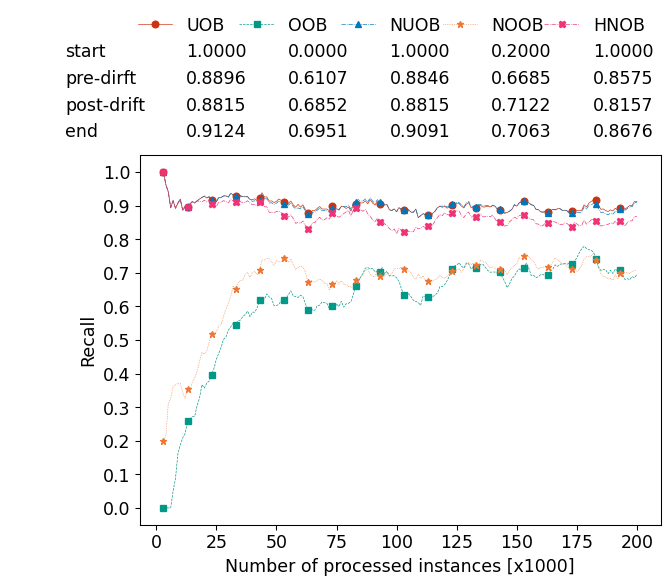 UOB OOB NUOB NOOB HNOB
start 1.0000 0.0000 1.0000 0.2000 1.0000
pre-dirft 0.8896 0.6107 0.8846 0.6685 0.8575
post-drift 0.8815 0.6852 0.8815 0.7122 0.8157
end 0.9124 0.6951 0.9091 0.7063 0.8676
1.0
0.9
0.8
0.7
0.6
0.5
0.4
0.3
0.2
0.1
0.0
Recall
0 25 50 75 100 125 150 175 200
Number of processed instances [x1000]